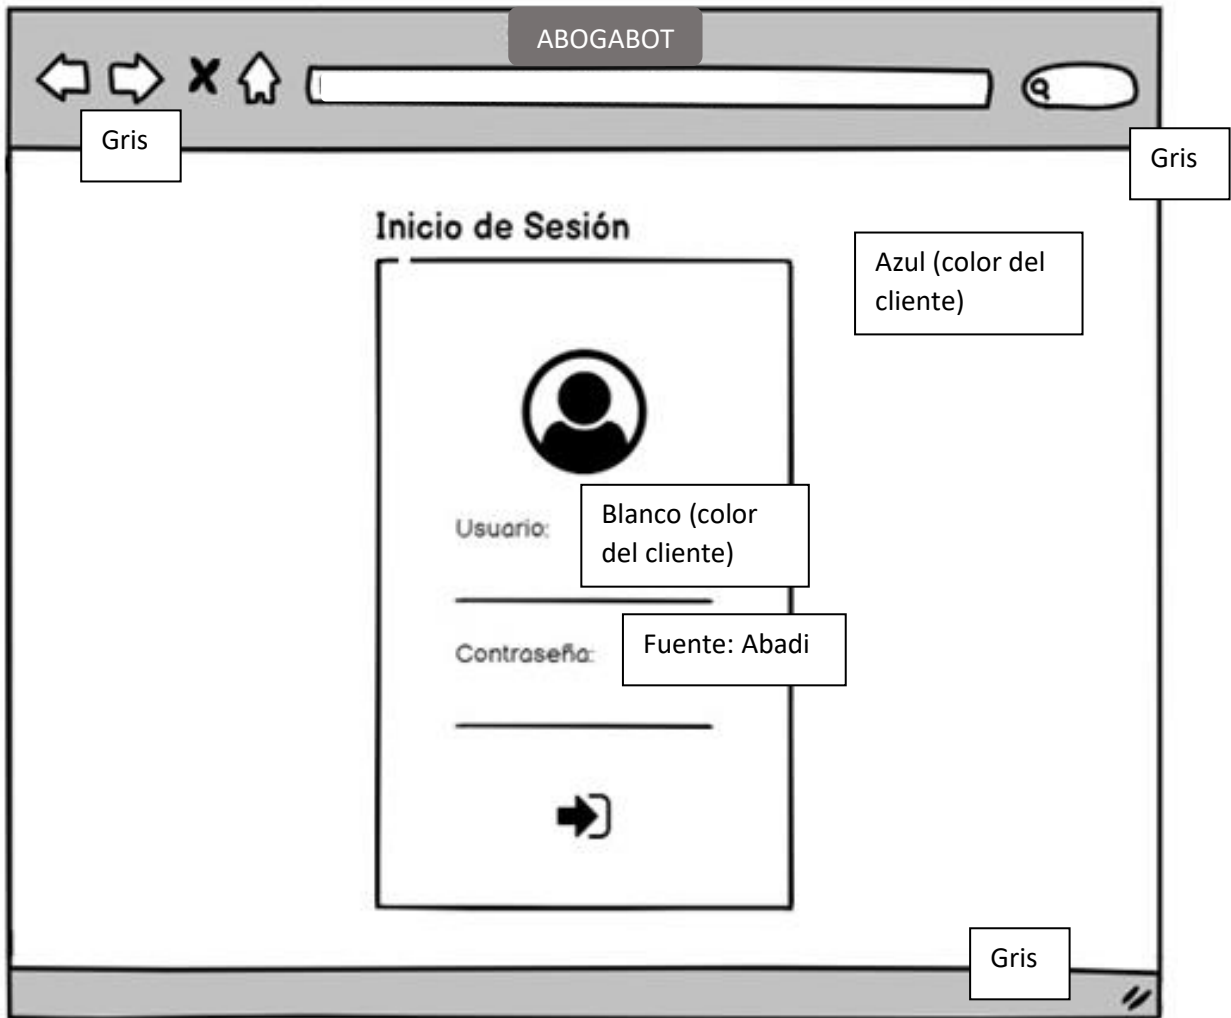 ABOGABOT
Gris
Gris
Inicio de Sesión
Azul (color del
cliente)
Usuario:
Blanco (color
del cliente)
Contraseña:
Fuente: Abadi
Gris